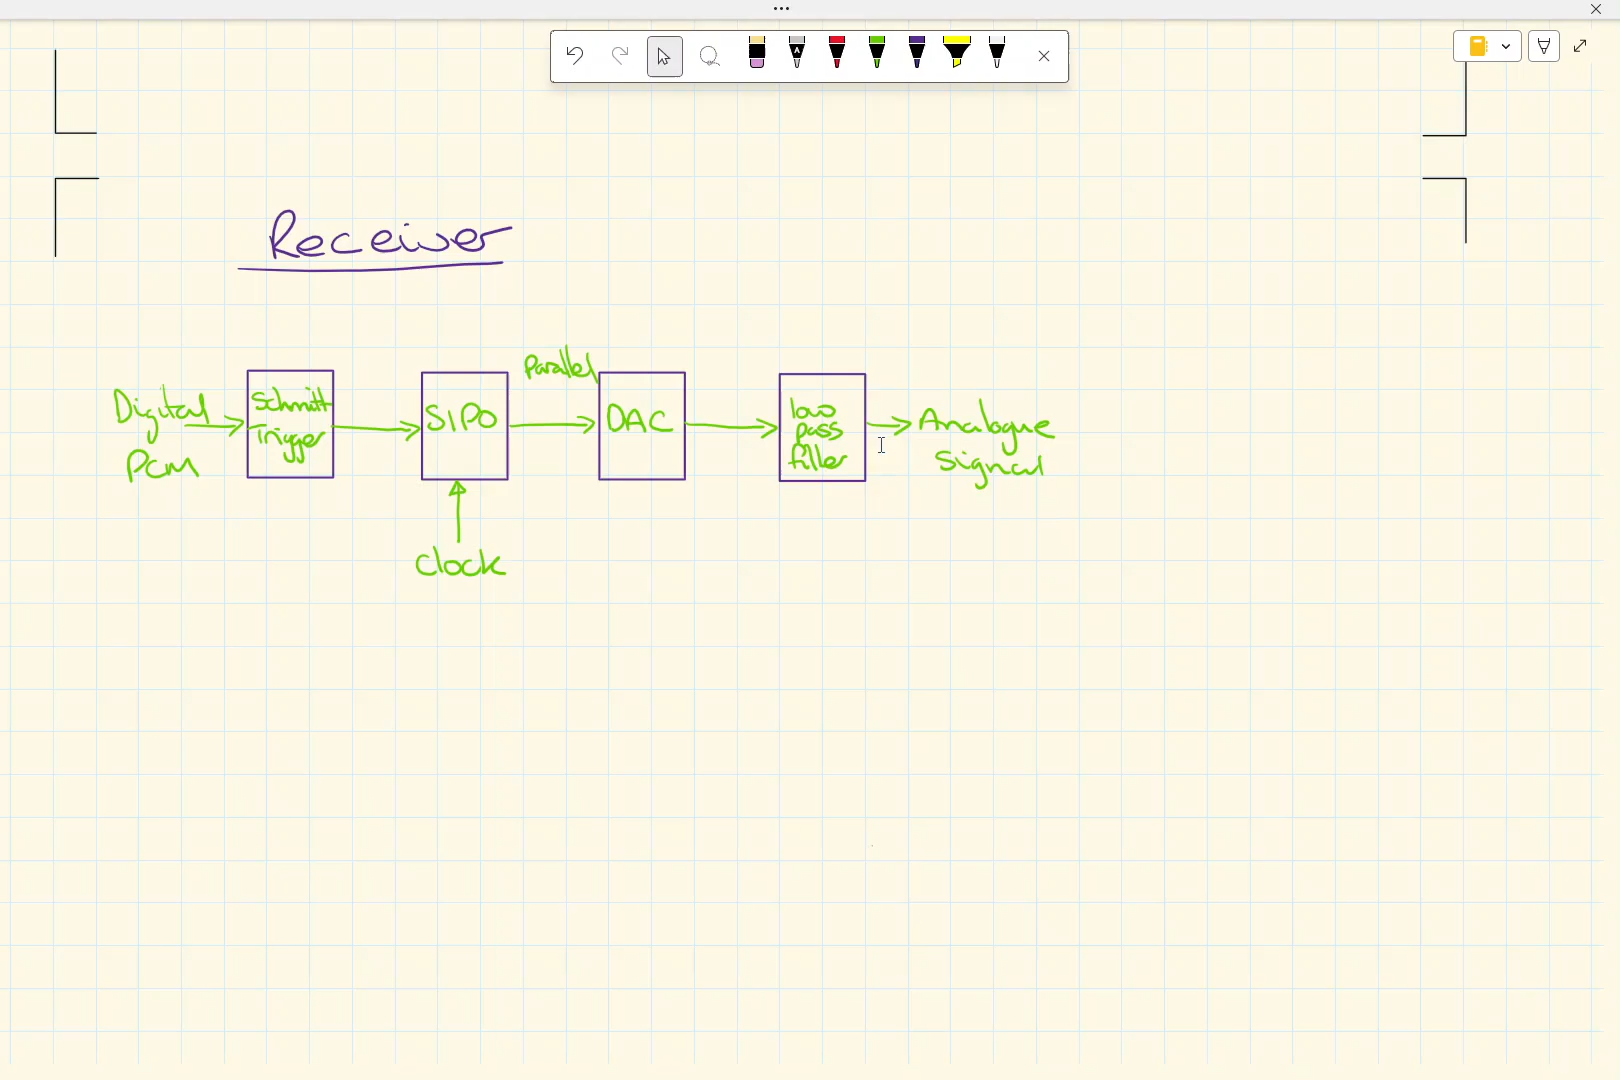 Receiver
Parallel
Digital
PCM
Schmitt
Trigger
SIPO
DAC
low
pass
filter
Analogue
Signal
Clock